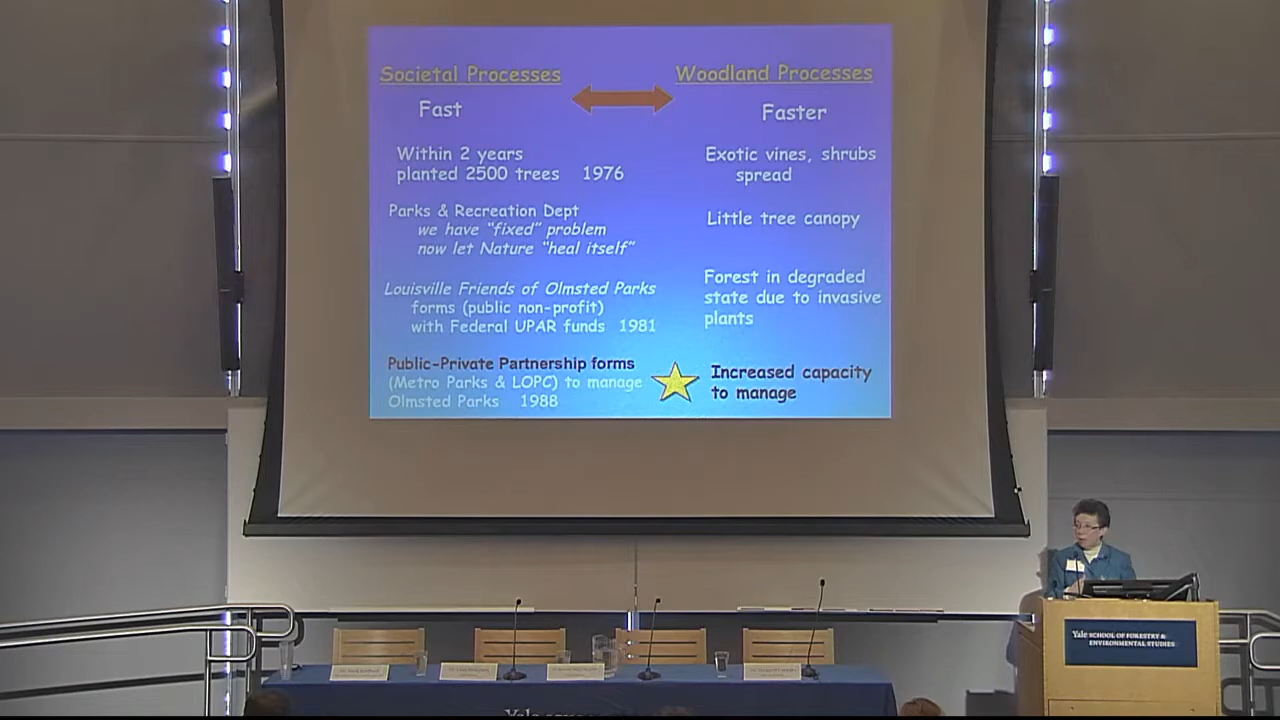 Societal Processes
Woodland Processes
Fast
Faster
Within 2 years
planted 2500 trees 1976
Exotic vines, shrubs
spread
Parks & Recreation Dept
we have "fixed" problem
now let Nature "heal itself"
Little tree canopy
Louisville Friends of Olmsted Parks
forms (public non-profit)
with Federal UPAR funds 1981
Forest in degraded
state due to invasive
plants
Public-Private Partnership forms
(Metro Parks & LOPC) to manage
Olmsted Parks 1988
Increased capacity
to manage
Yale SCHOOL OF FORESTRY &
ENVIRONMENTAL STUDIES
Yale